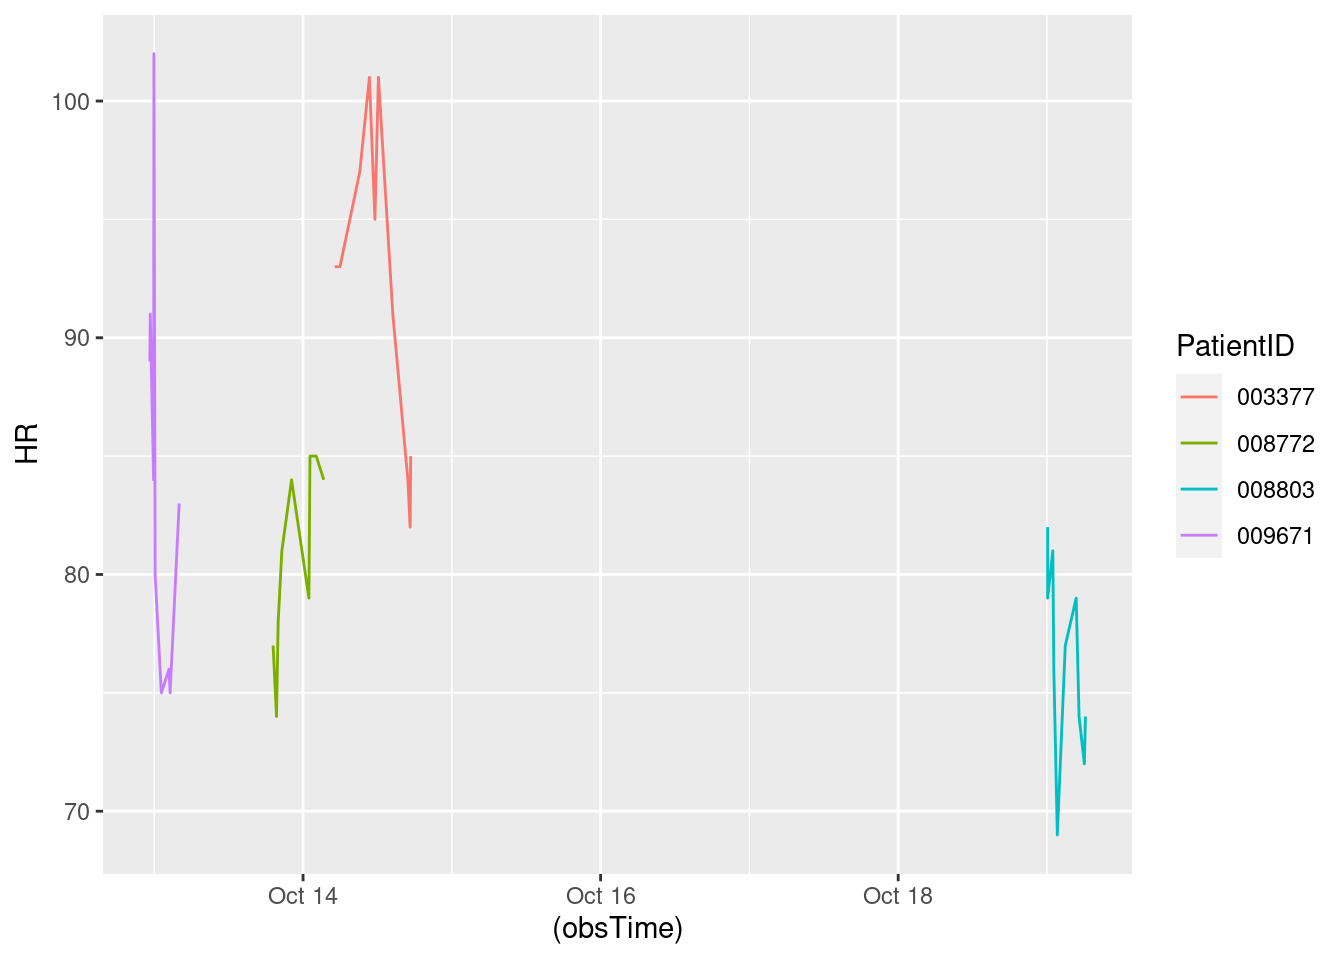 100
90
80
70
HR
Oct 14
Oct 16
Oct 18
(obsTime)
PatientID
003377
008772
008803
009671